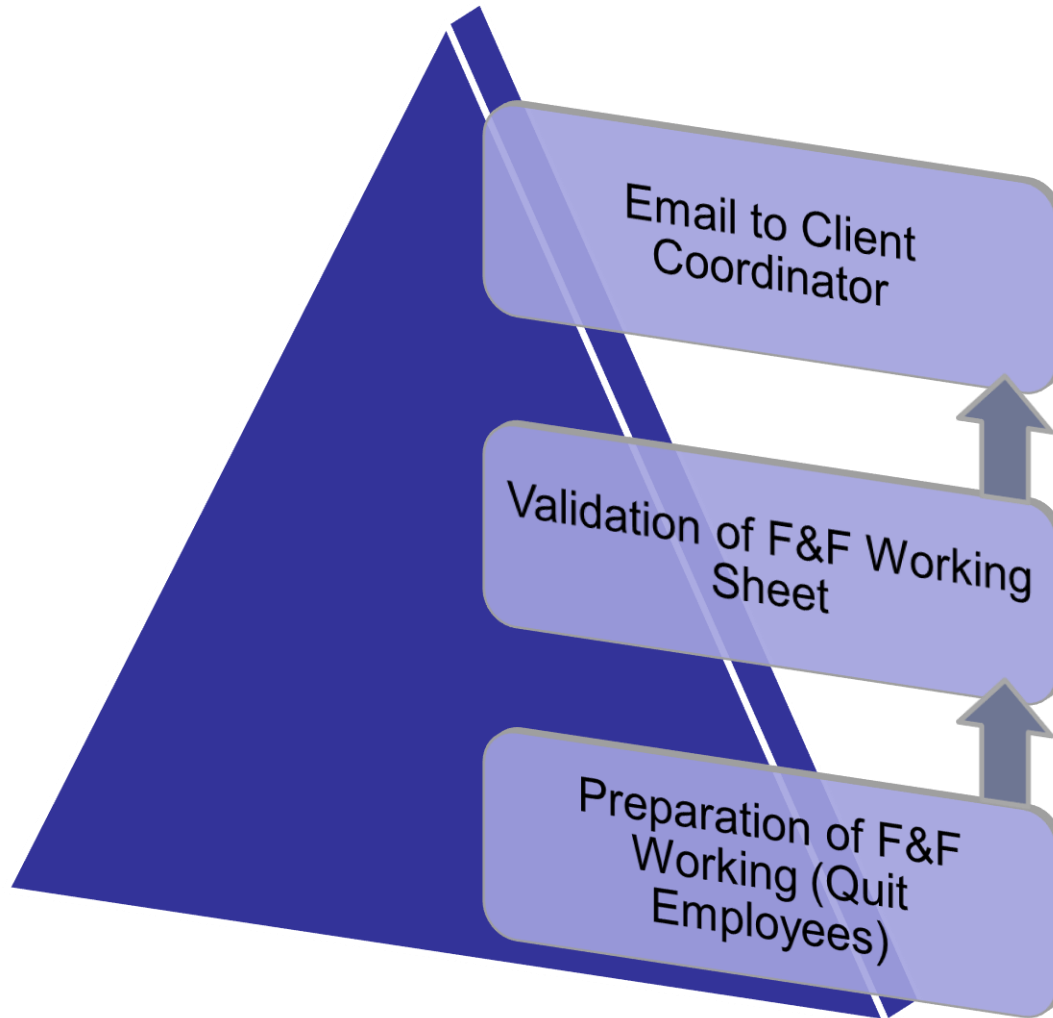 Email to Client
Coordinator
Validation of F&F Working
Sheet
Preparation of F&F
Working (Quit
Employees)